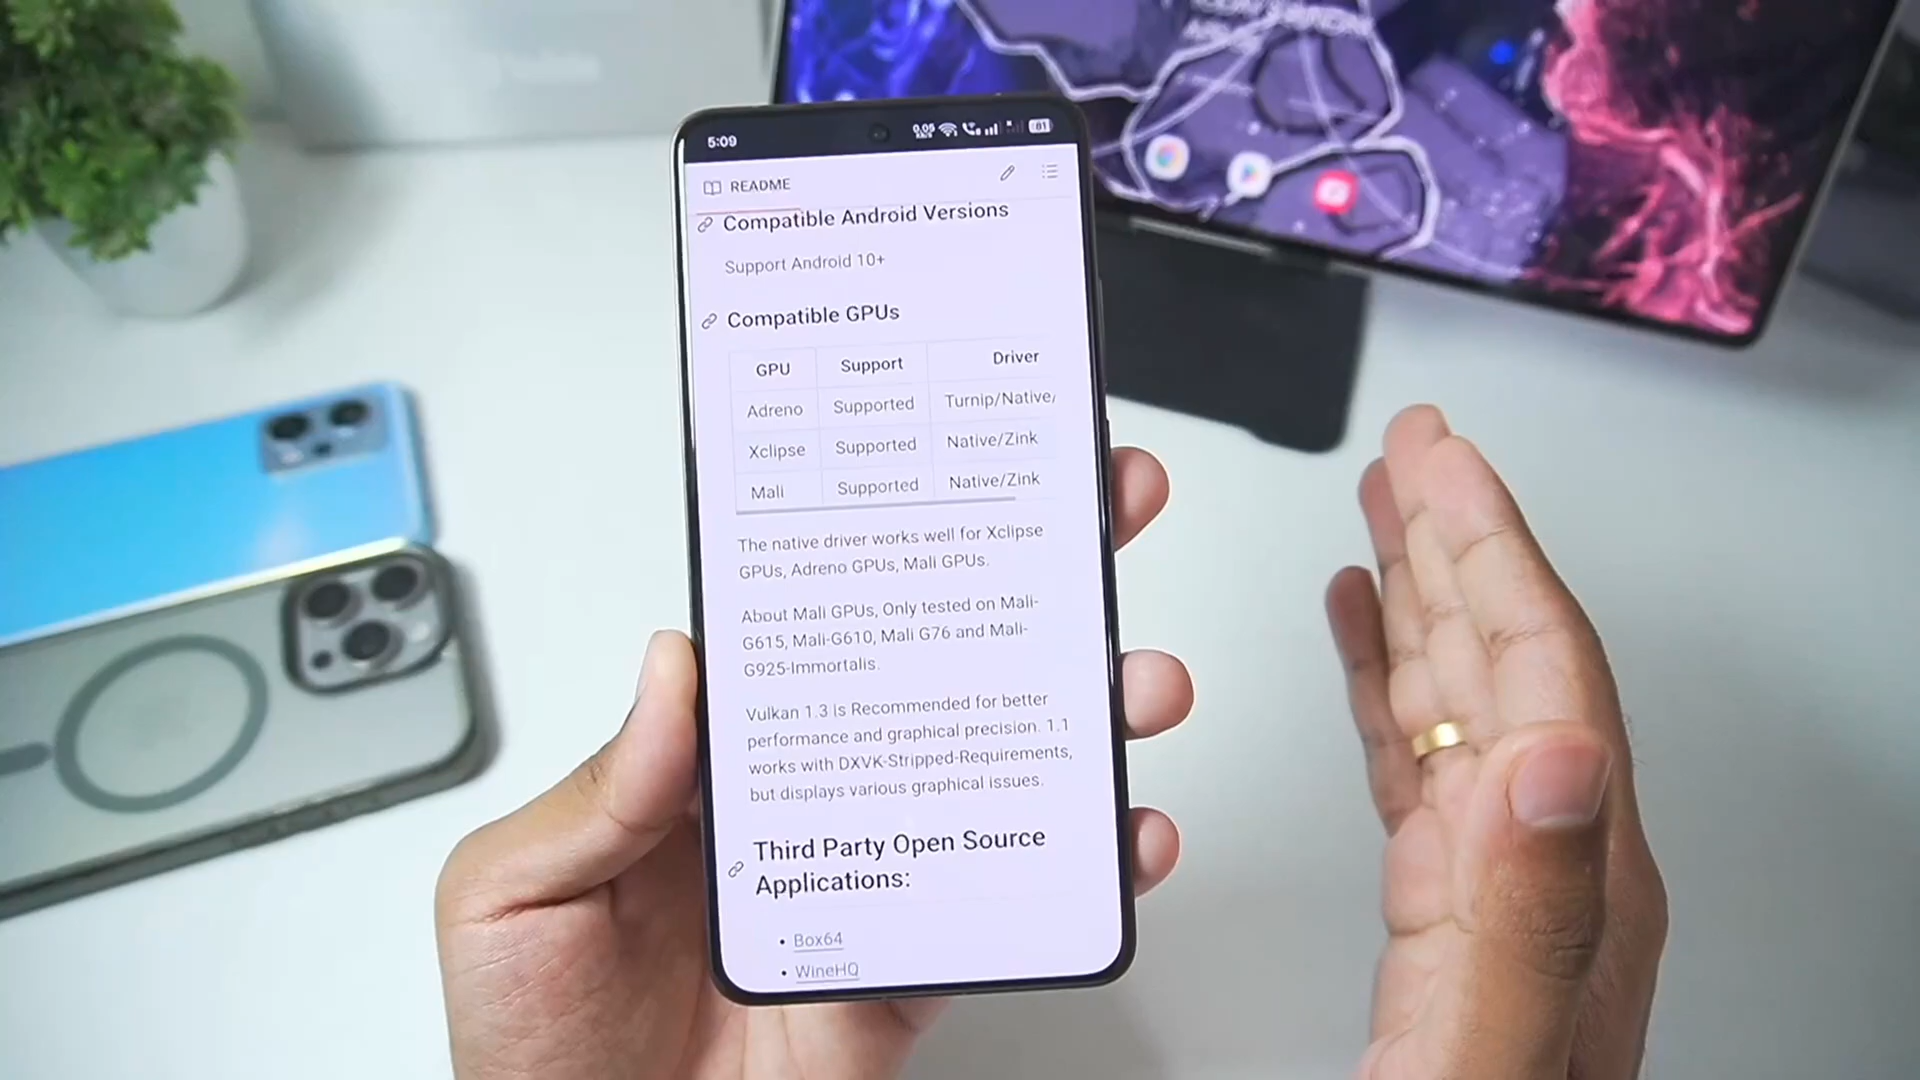 5:09
0.05
81
README
Compatible Android Versions
Support Android 10+
Compatible GPUs
GPU Support Driver
Adreno Supported Turnip/Native/
Xclipse Supported Native/Zink
Mali Supported Native/Zink
The native driver works well for Xclipse
GPUs, Adreno GPUs, Mali GPUs.
About Mali GPUs, Only tested on Mali-
G615, Mali-G610, Mali G76 and Mali-
G925-Immortalis.
Vulkan 1.3 is Recommended for better
performance and graphical precision. 1.1
works with DXVK-Stripped-Requirements,
but displays various graphical issues.
Third Party Open Source
Applications:
• Box64
• WineHQ